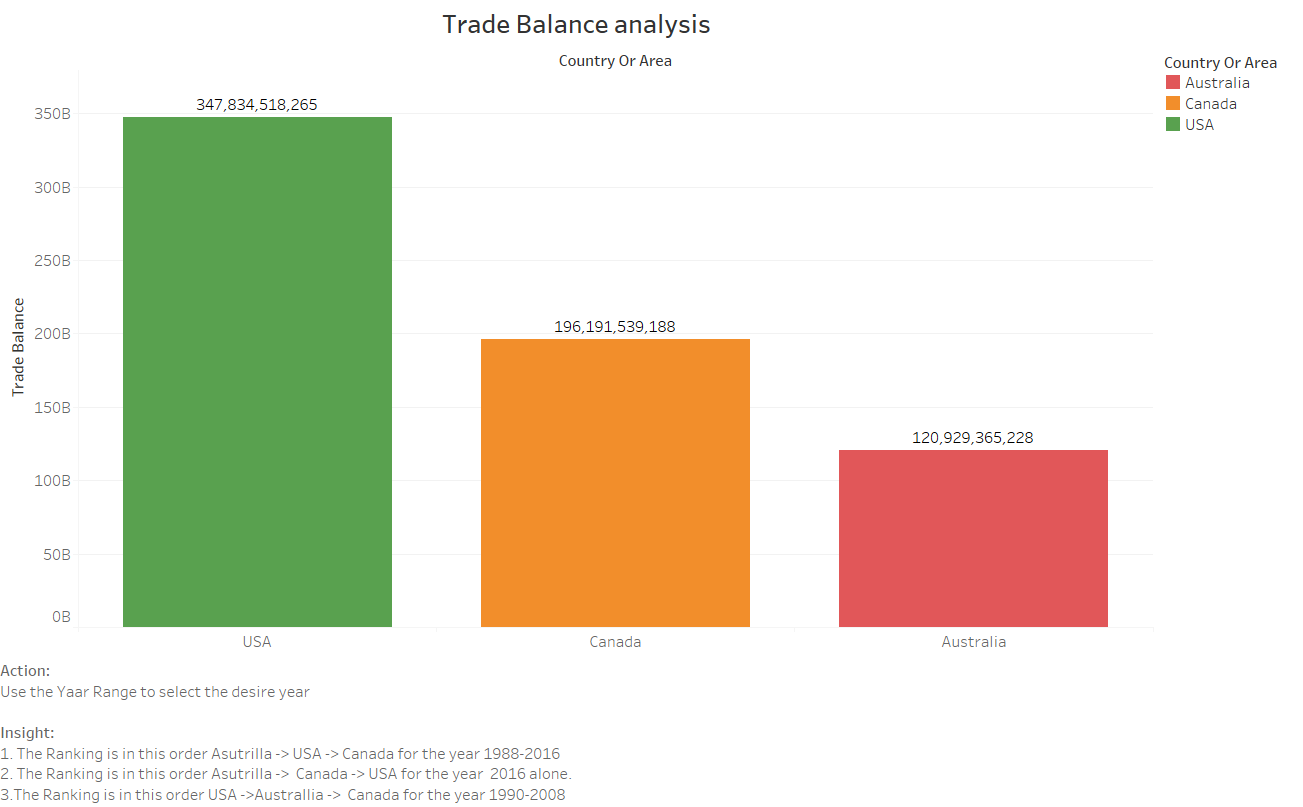 Trade Balance analysis
Country Or Area
Country Or Area
Australia
Canada
USA
Trade Balance
350B
300B
250B
200B
150B
100B
50B
0B
347,834,518,265
196,191,539,188
120,929,365,228
USA
Canada
Australia
Action:
Use the Yaar Range to select the desire year
Insight:
1. The Ranking is in this order Asutrilla -> USA -> Canada for the year 1988-2016
2. The Ranking is in this order Asutrilla -> Canada -> USA for the year 2016 alone.
3.The Ranking is in this order USA ->Australlia -> Canada for the year 1990-2008